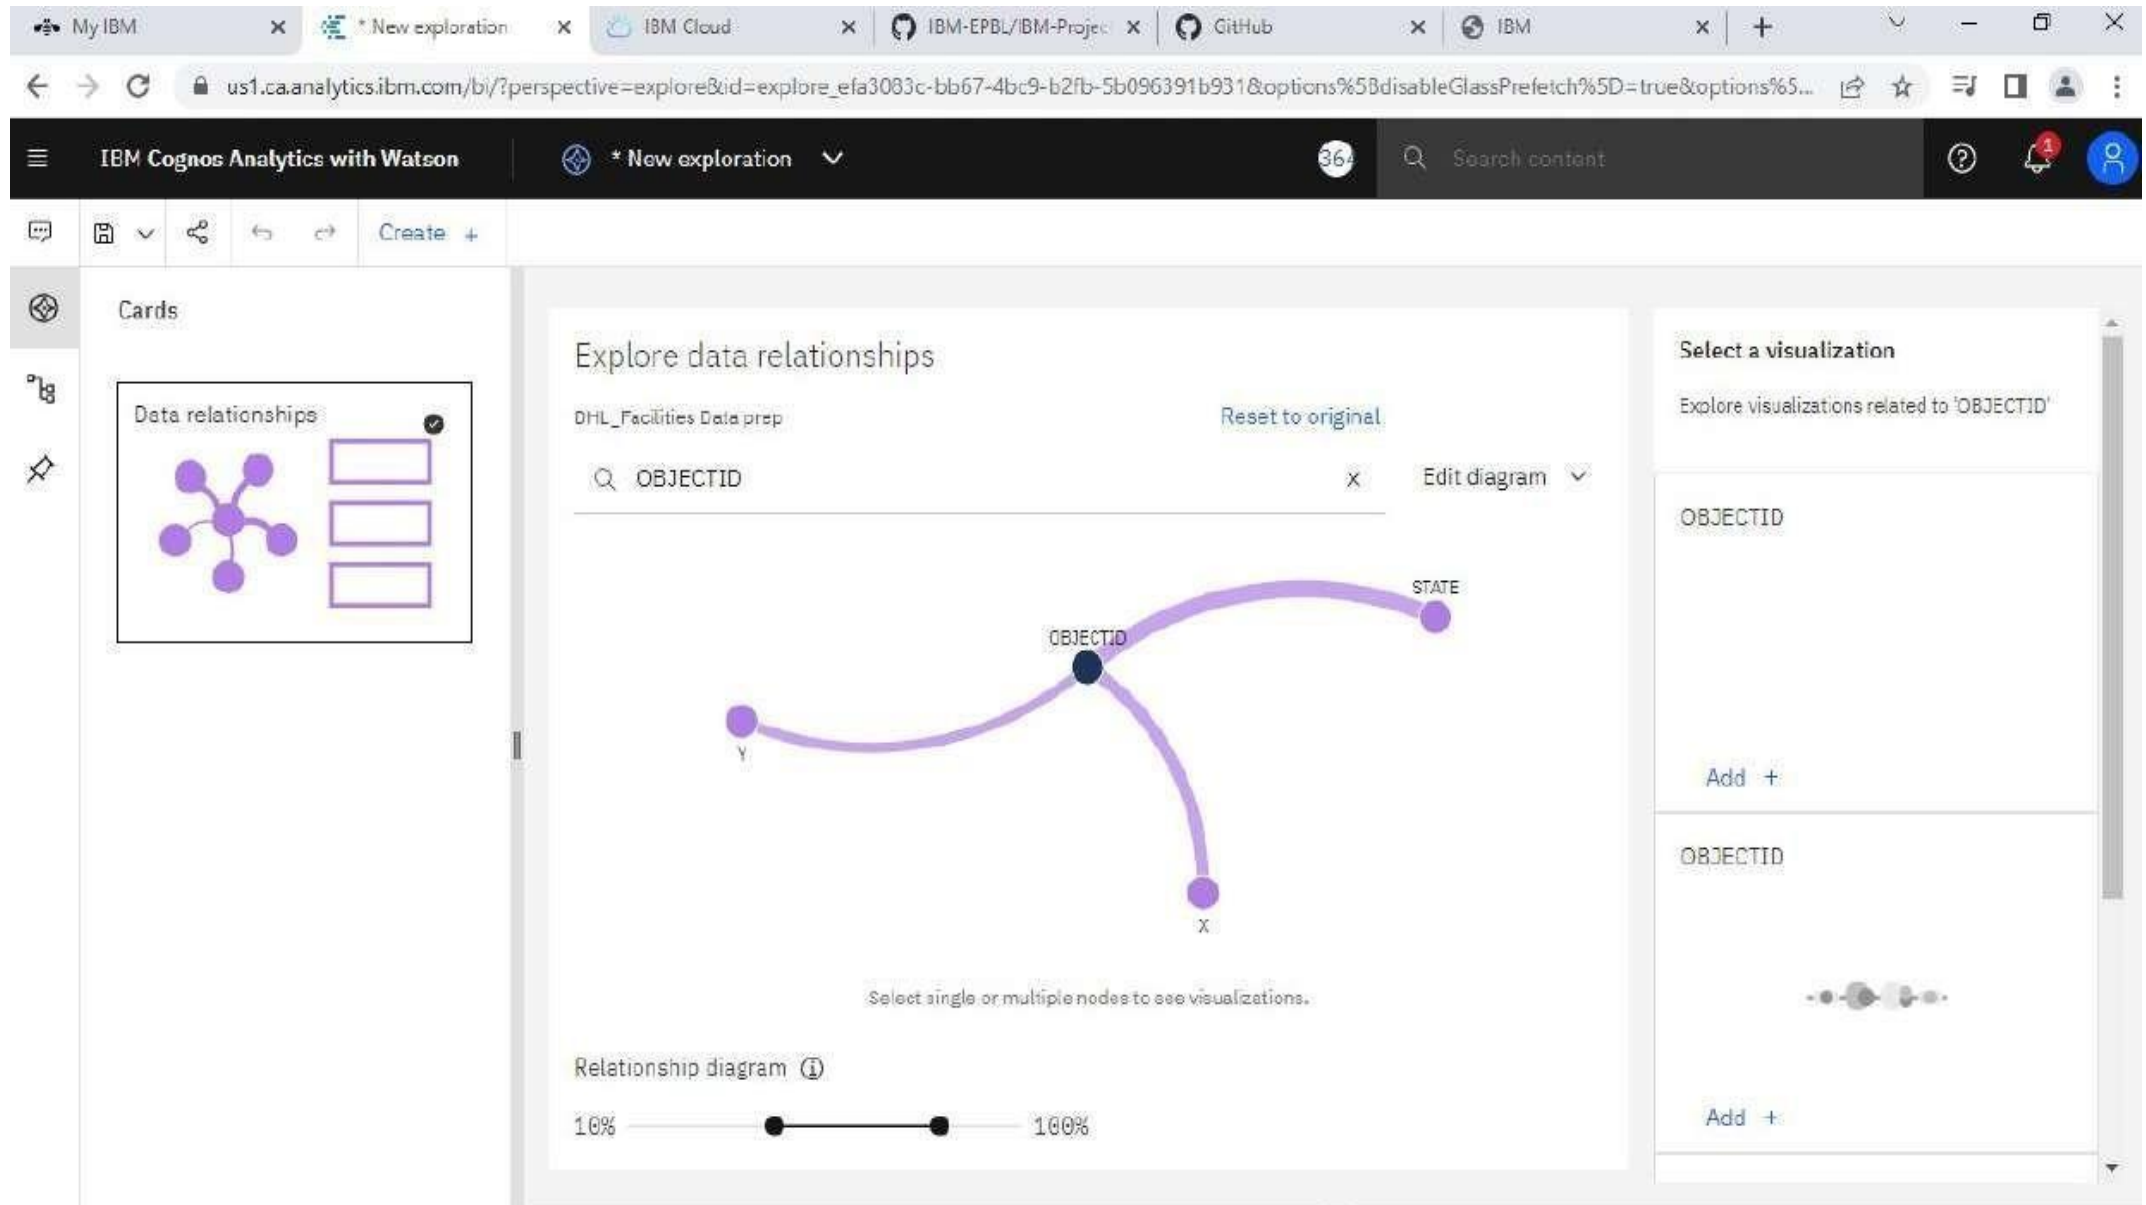 My IBM
* New exploration
IBM Cloud
IBM-EPBL/IBM-Projec
GitHub
IBM
us1.ca.analytics.ibm.com/bi/?perspective=explore&id=explore_efa3083c-bb67-4bc9-b2fb-5b096391b931&options%5BdisableGlassPrefetch%5D=true&options%5...
IBM Cognos Analytics with Watson
* New exploration
364
Search content
1
Create +
Cards
Data relationships
Explore data relationships
DHL_Facilities Data prep
Reset to original
OBJECTID
Edit diagram
STATE
OBJECTID
Y
X
Select single or multiple nodes to see visualizations.
Relationship diagram
10%
100%
Select a visualization
Explore visualizations related to 'OBJECTID'
OBJECTID
Add +
OBJECTID
Add +